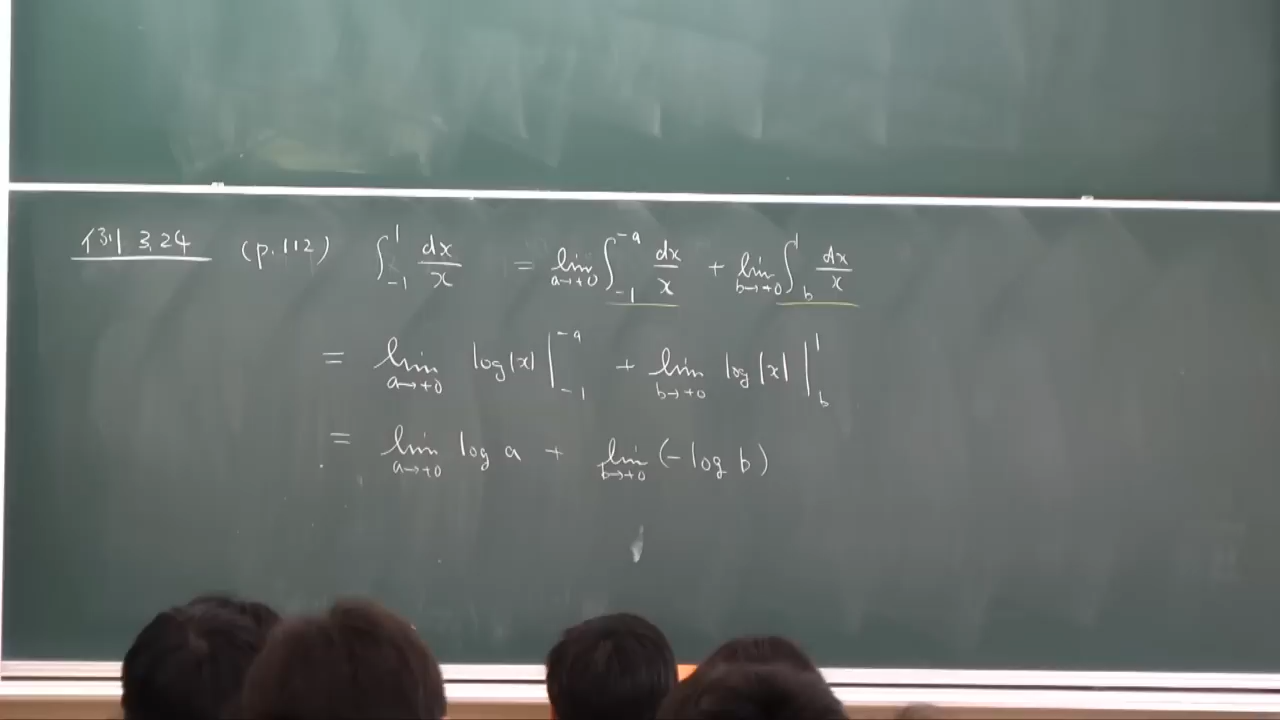 例 3.24 (p.112) ∫_{-1}^{1} dx/x = lim_{a→+0} ∫_{-1}^{-a} dx/x + lim_{b→+0} ∫_{b}^{1} dx/x
= lim_{a→+0} log|x| |_{-1}^{-a} + lim_{b→+0} log|x| |_{b}^{1}
= lim_{a→+0} log a + lim_{b→+0} (-log b)